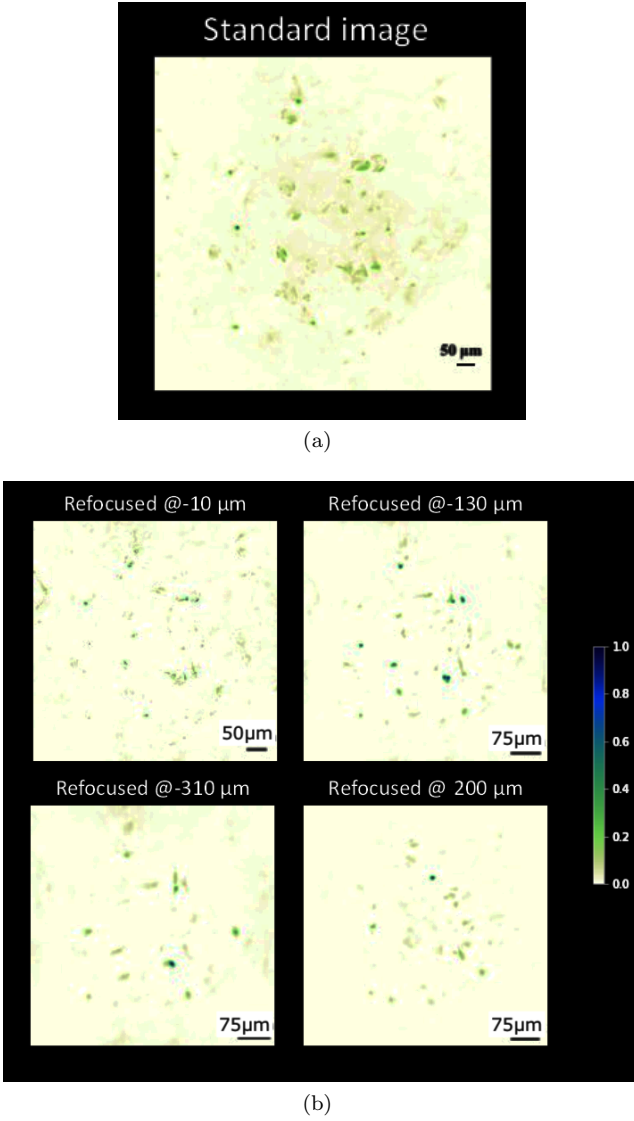 Standard image
50 µm
(a)
Refocused @-10 µm
Refocused @-130 µm
50µm
75µm
Refocused @-310 µm
Refocused @ 200 µm
75µm
75µm
1.0
0.8
0.6
0.4
0.2
0.0
(b)